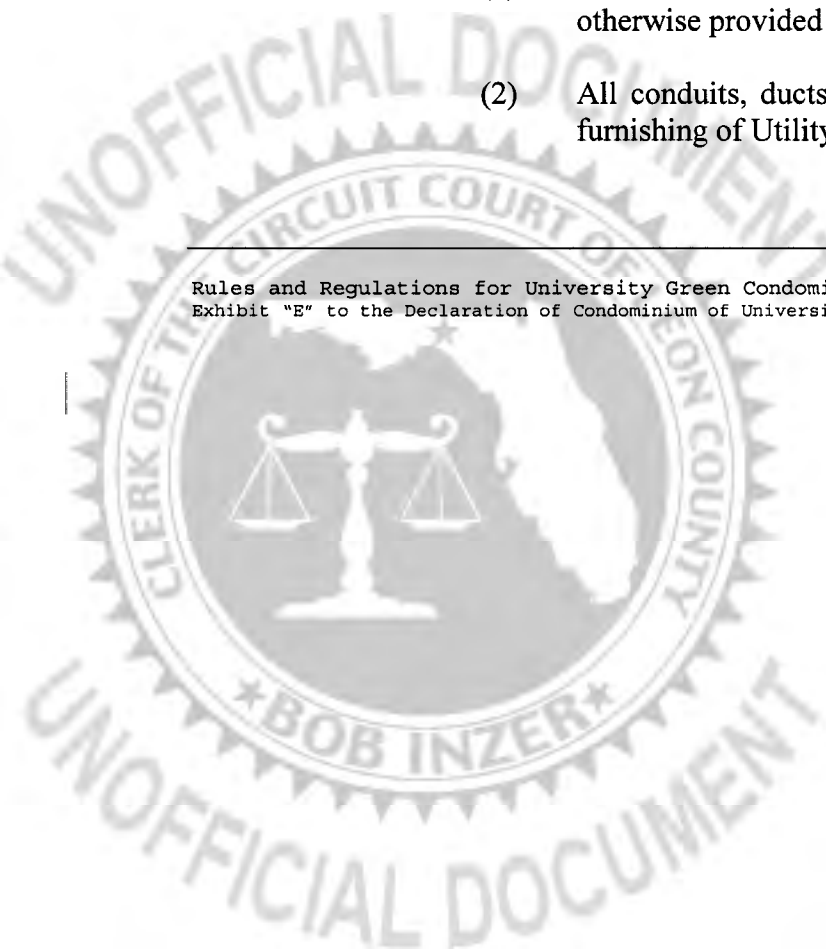 otherwise provided
(2) All conduits, ducts
furnishing of Utility
Rules and Regulations for University Green Condomi
Exhibit "E" to the Declaration of Condominium of Universi
UNOFFICIAL DOCUMENT
CLERK OF THE CIRCUIT COURT OF LEON COUNTY
★BOB INZER★
UNOFFICIAL DOCUMENT